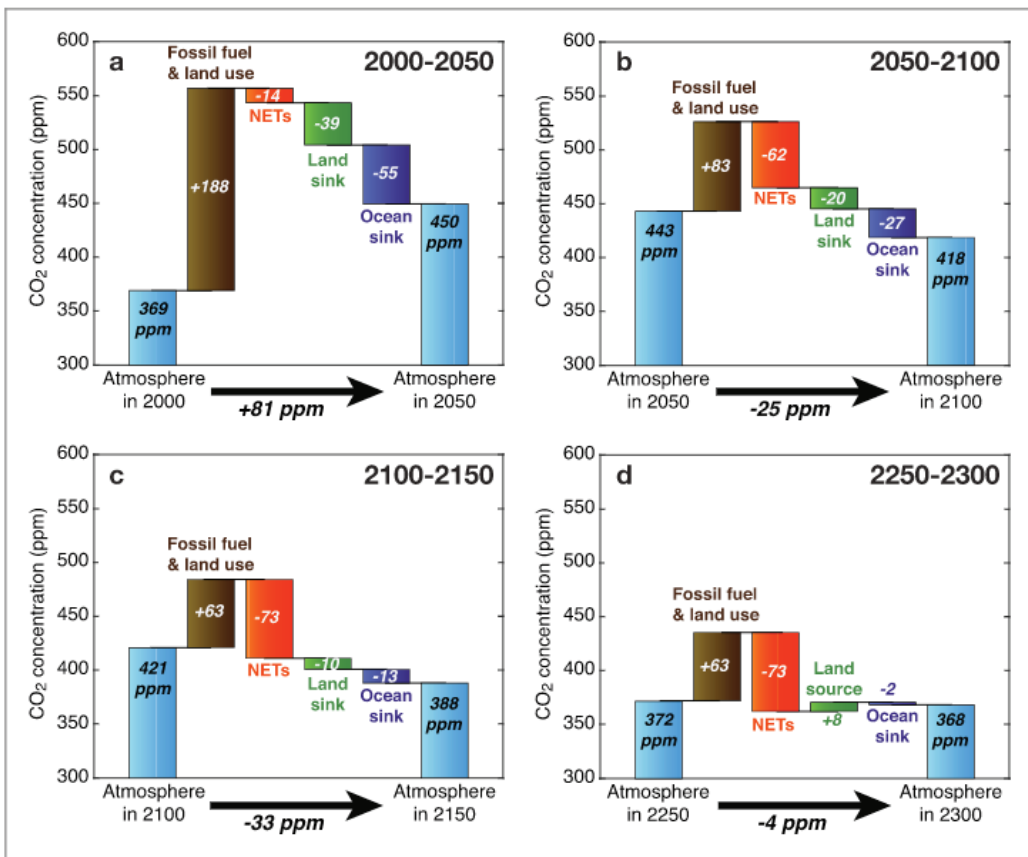 a
2000-2050
Fossil fuel
& land use
600
550
500
450
400
350
300
CO2 concentration (ppm)
-14
NETs
-39
Land
sink
+188
-55
Ocean
sink
369
ppm
450
ppm
Atmosphere
in 2000
+81 ppm
Atmosphere
in 2050
b
2050-2100
Fossil fuel
& land use
600
550
500
450
400
350
300
CO2 concentration (ppm)
+83
-62
NETs
-20
Land
sink
-27
Ocean
sink
443
ppm
418
ppm
Atmosphere
in 2050
-25 ppm
Atmosphere
in 2100
c
2100-2150
Fossil fuel
& land use
600
550
500
450
400
350
300
CO2 concentration (ppm)
+63
-73
NETs
-10
Land
sink
-13
Ocean
sink
421
ppm
388
ppm
Atmosphere
in 2100
-33 ppm
Atmosphere
in 2150
d
2250-2300
Fossil fuel
& land use
600
550
500
450
400
350
300
CO2 concentration (ppm)
+63
-73
NETs
Land
source
+8
-2
Ocean
sink
372
ppm
368
ppm
Atmosphere
in 2250
-4 ppm
Atmosphere
in 2300